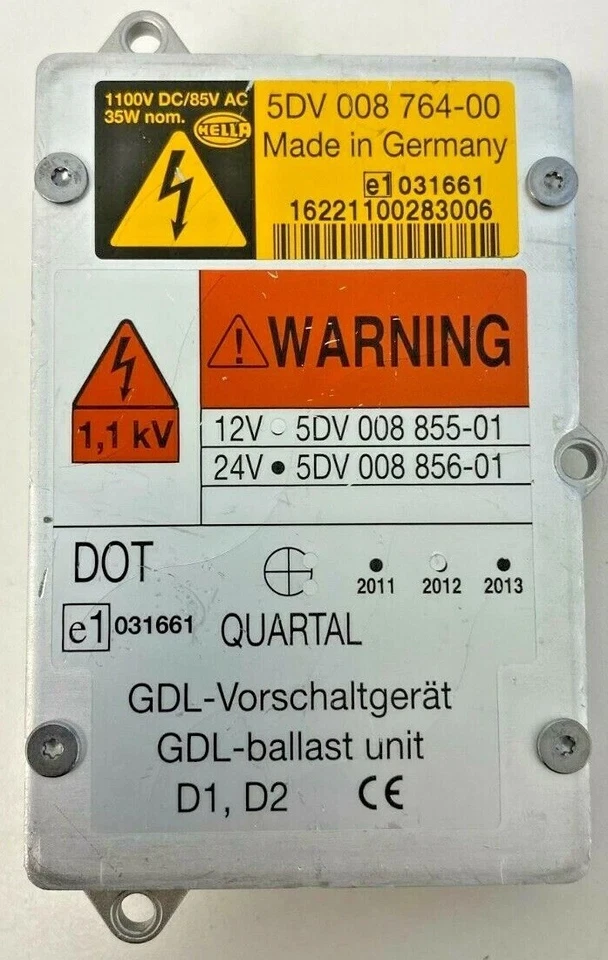 1100V DC/85V AC
35W nom.
HELLA
5DV 008 764-00
Made in Germany
e1 031661
16221100283006
WARNING
1,1 kV
12V 5DV 008 855-01
24V 5DV 008 856-01
DOT
2011 2012 2013
e1 031661 QUARTAL
GDL-Vorschaltgerät
GDL-ballast unit
D1, D2 CE